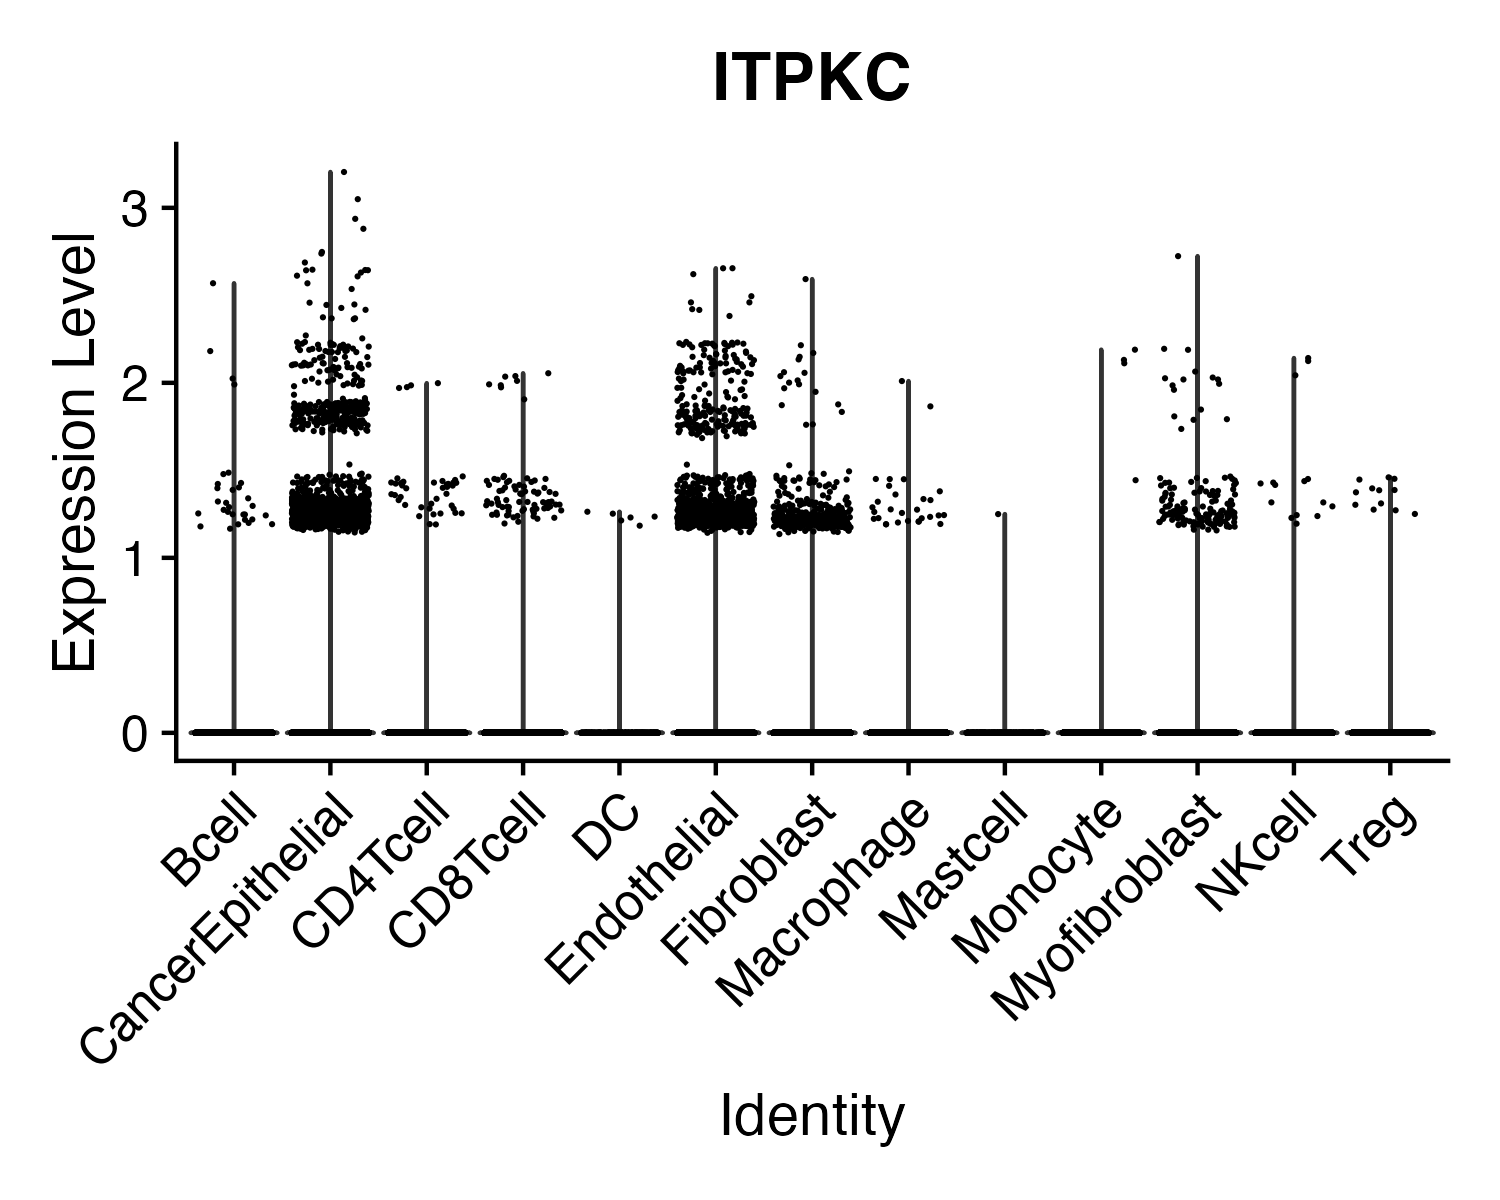 ITPKC
Expression Level
3
2
1
0
Bcell
CancerEpithelial
CD4Tcell
CD8Tcell
DC
Endothelial
Fibroblast
Macrophage
Mastcell
Monocyte
Myofibroblast
NKcell
Treg
Identity